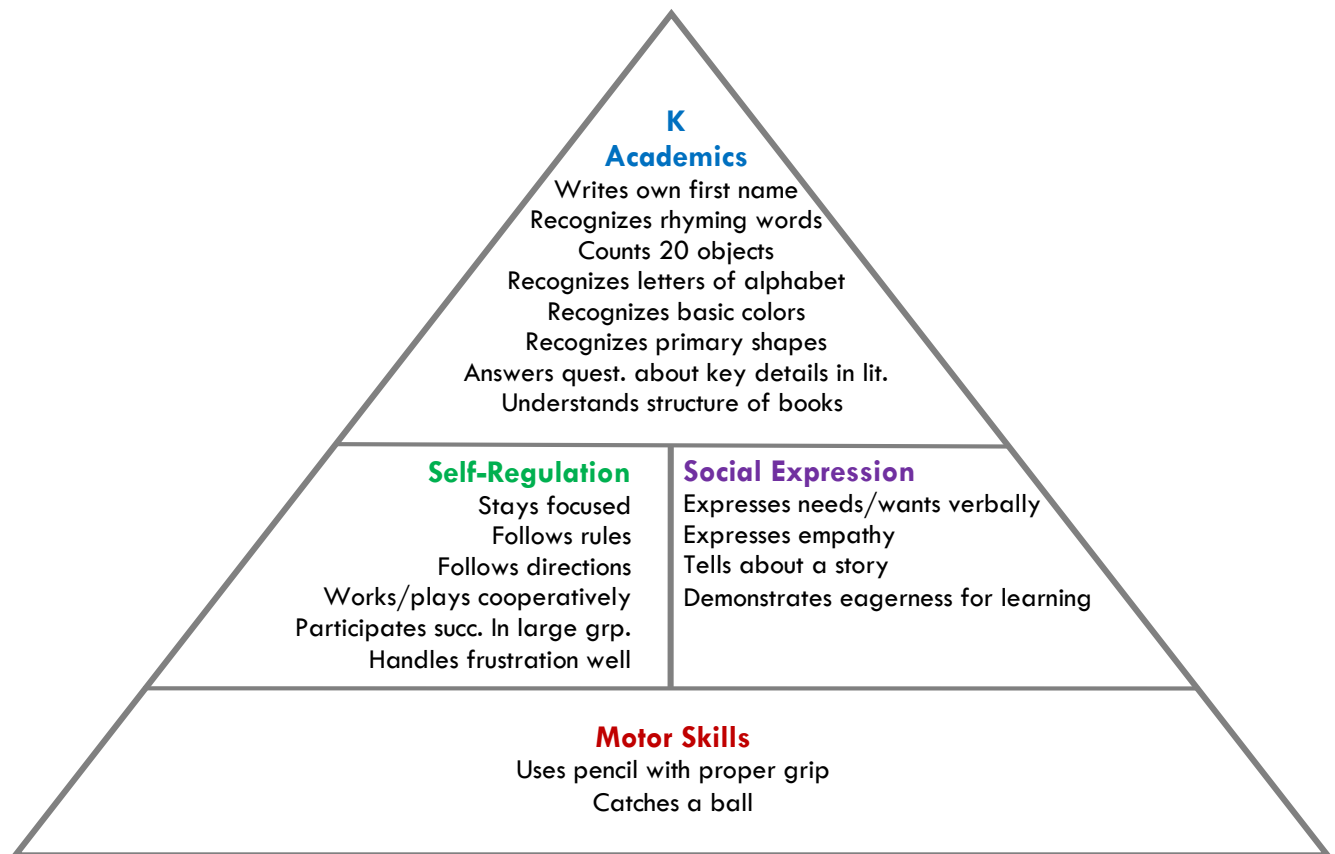 K
Academics
Writes own first name
Recognizes rhyming words
Counts 20 objects
Recognizes letters of alphabet
Recognizes basic colors
Recognizes primary shapes
Answers quest. about key details in lit.
Understands structure of books
Self-Regulation
Stays focused
Follows rules
Follows directions
Works/plays cooperatively
Participates succ. In large grp.
Handles frustration well
Social Expression
Expresses needs/wants verbally
Expresses empathy
Tells about a story
Demonstrates eagerness for learning
Motor Skills
Uses pencil with proper grip
Catches a ball